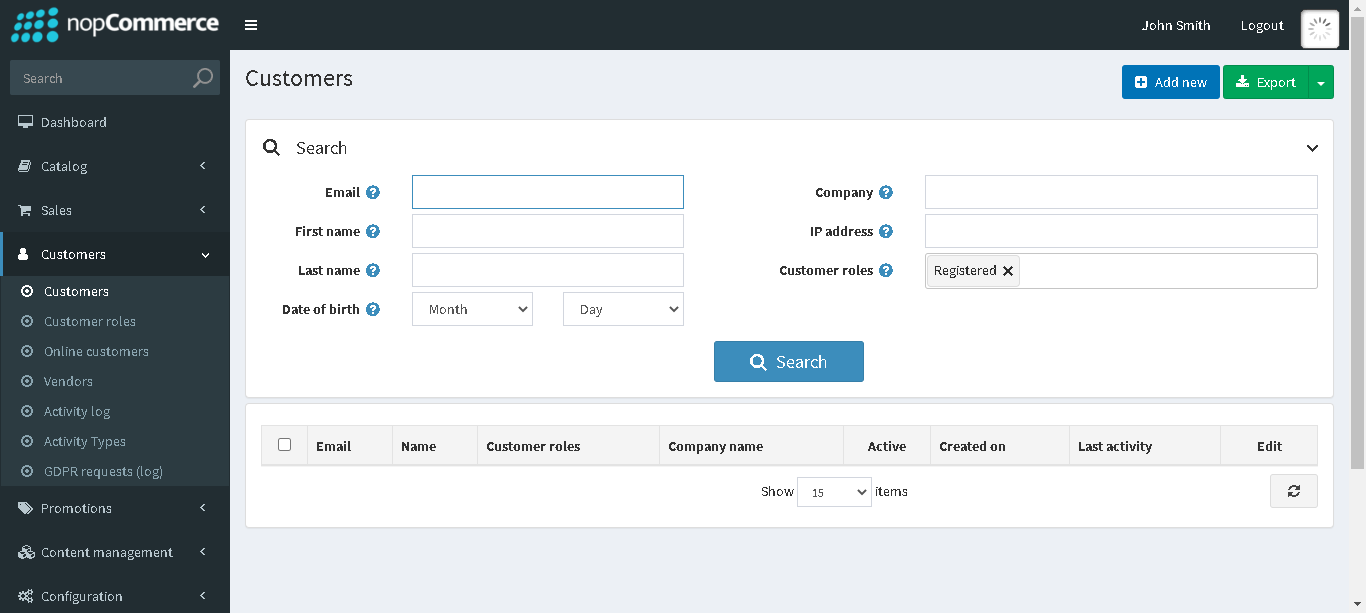 nopCommerce
John Smith Logout
Search
Customers
Add new Export
Dashboard
Catalog
Sales
Customers
Customers
Customer roles
Online customers
Vendors
Activity log
Activity Types
GDPR requests (log)
Promotions
Content management
Configuration
Search
Email ? Company ?
First name ? IP address ?
Last name ? Customer roles ? Registered
Date of birth ? Month Day
Search
Email Name Customer roles Company name Active Created on Last activity Edit
Show 15 items